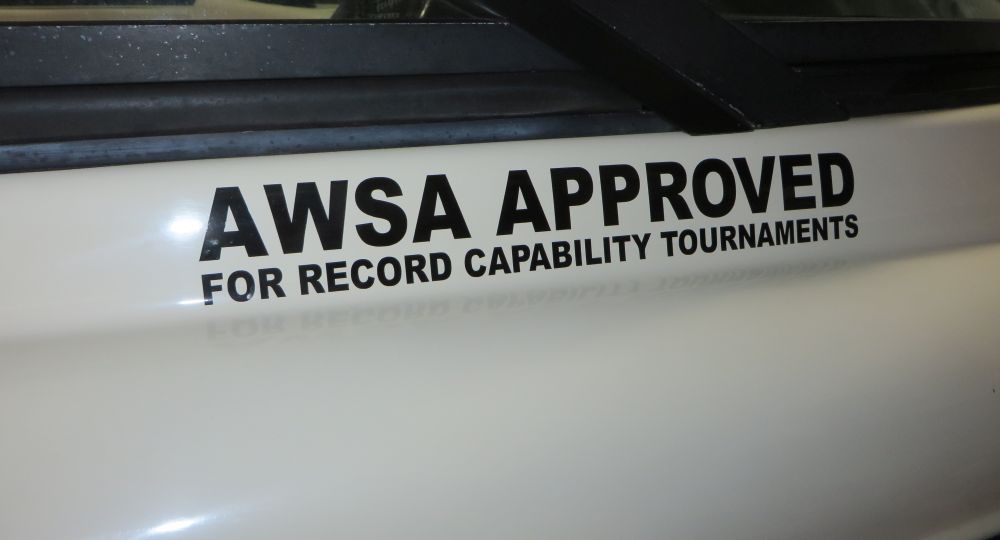 AWSA APPROVED
FOR RECORD CAPABILITY TOURNAMENTS